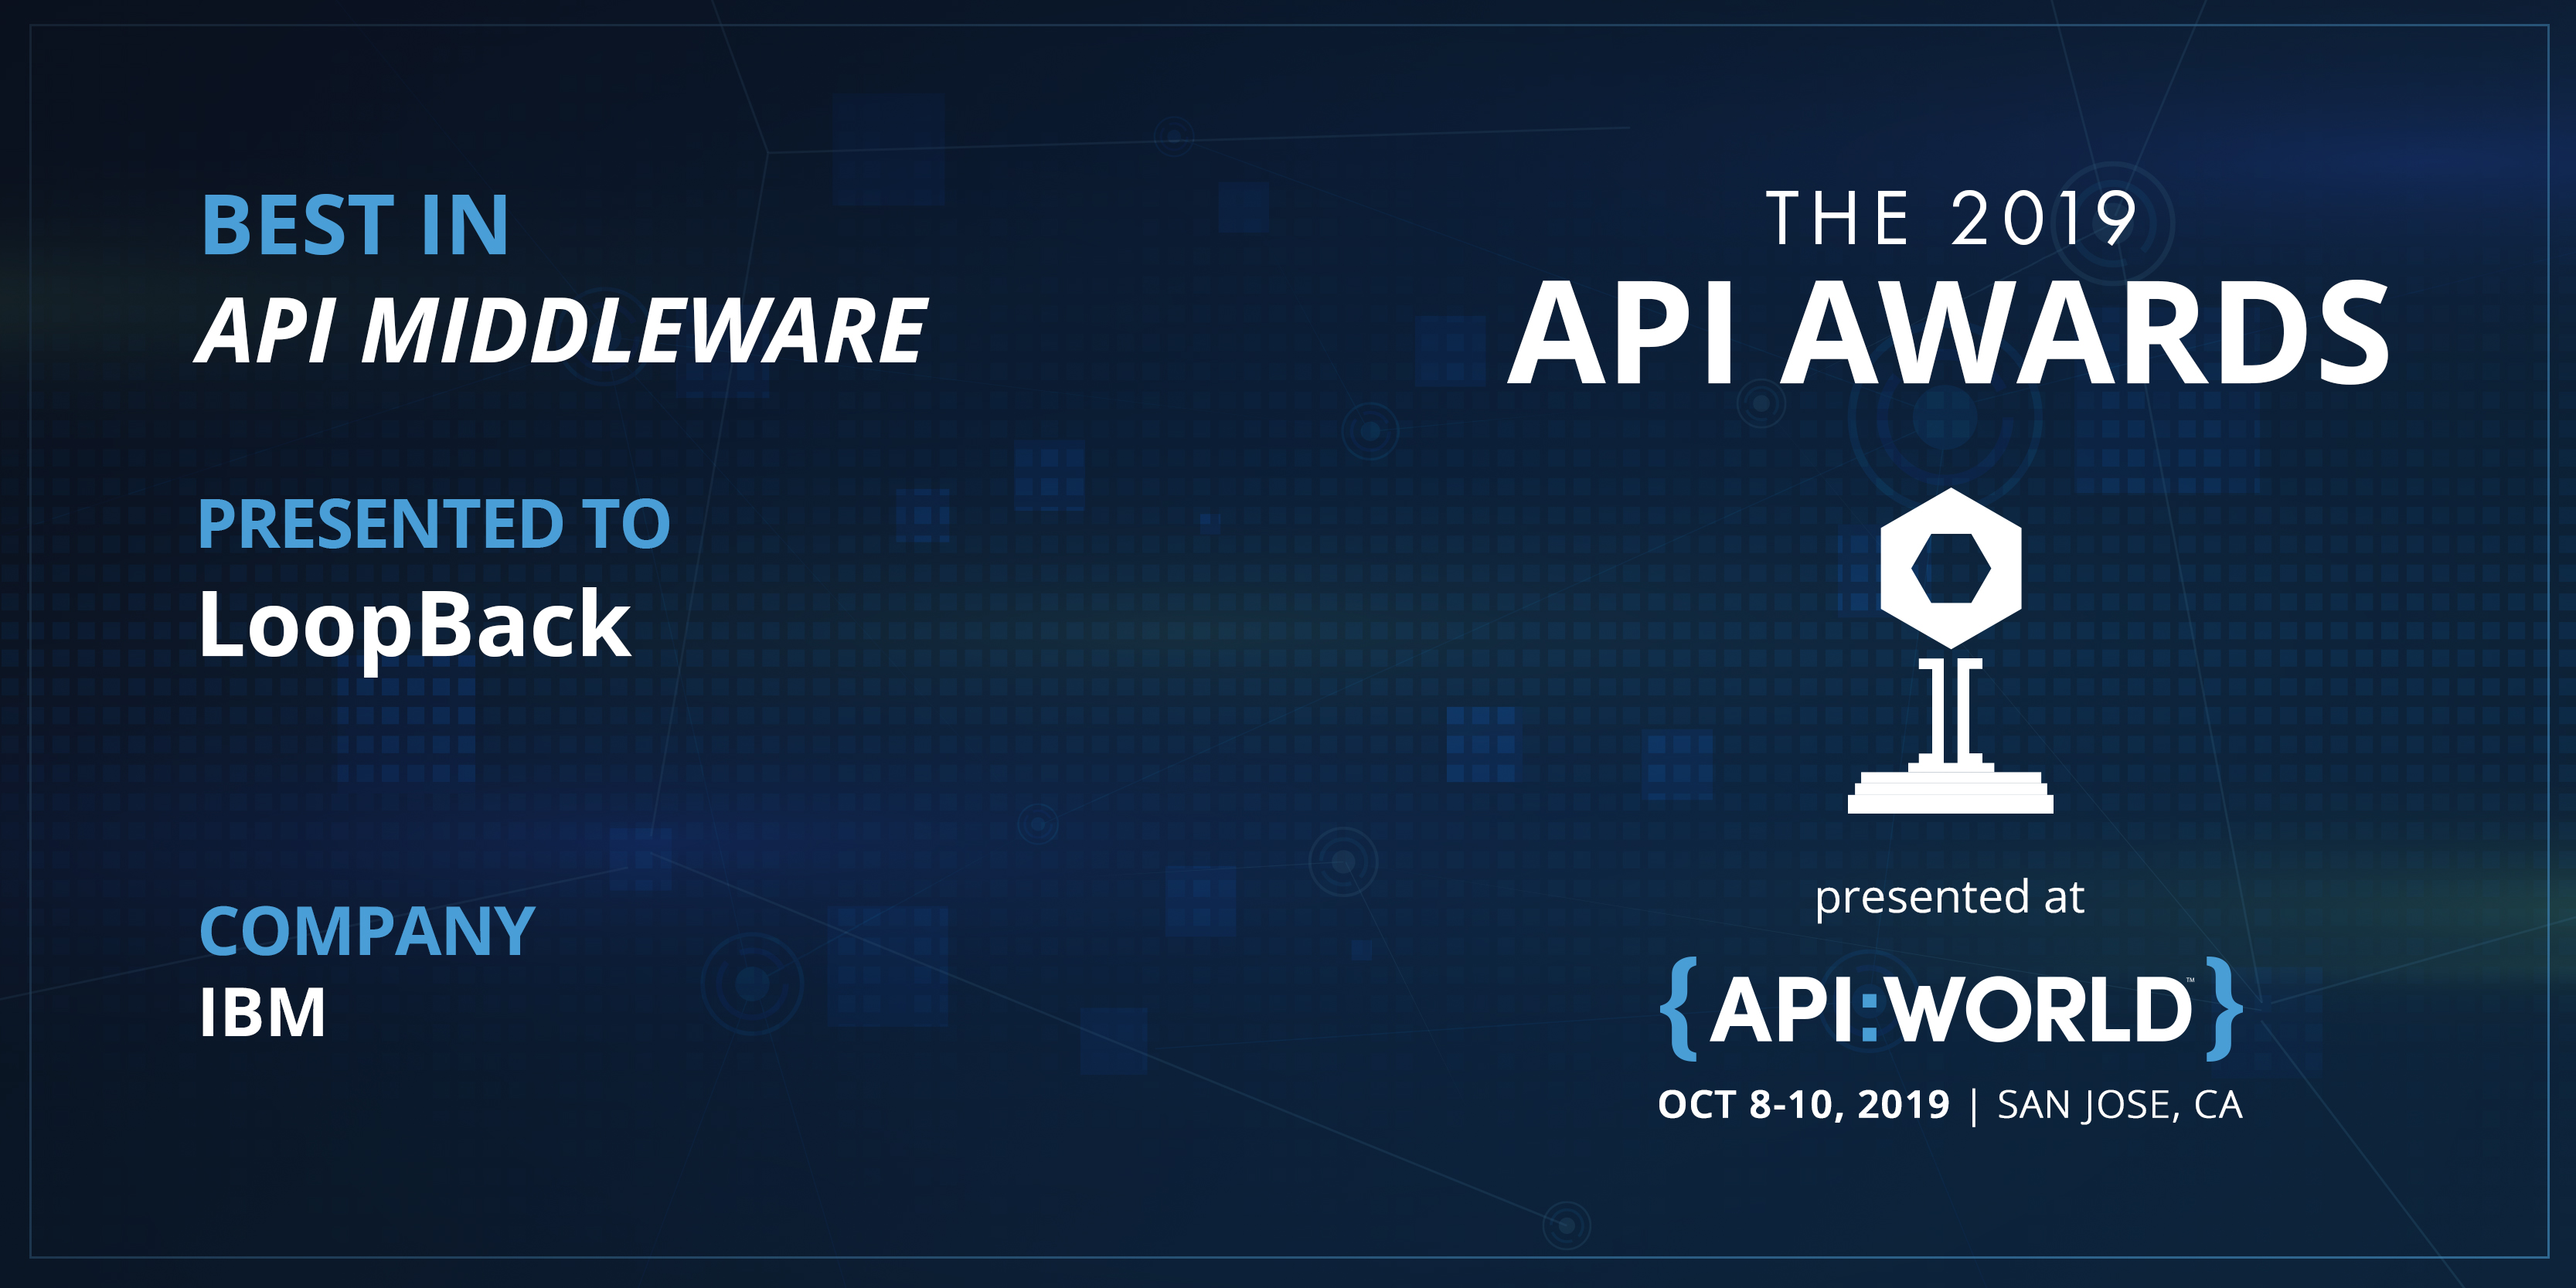 BEST IN
API MIDDLEWARE
PRESENTED TO
LoopBack
COMPANY
IBM
THE 2019
API AWARDS
presented at
{API:WORLD™}
OCT 8-10, 2019 | SAN JOSE, CA